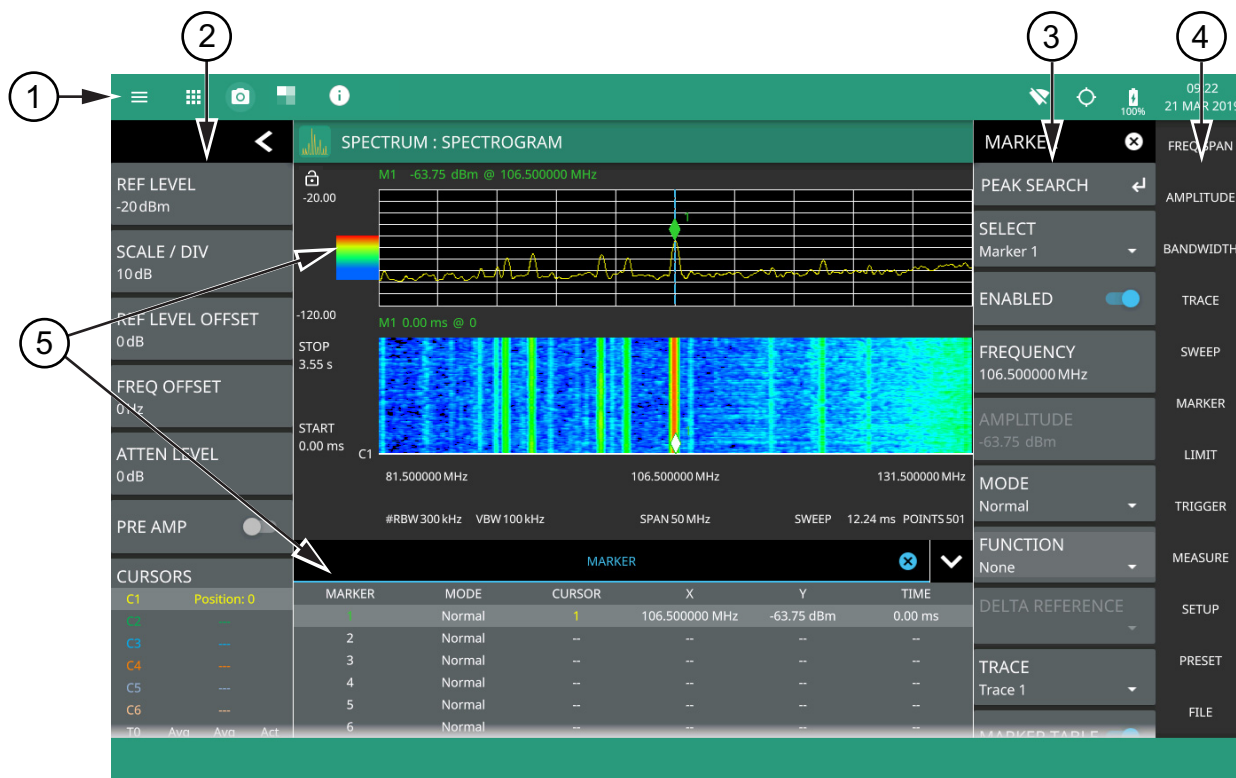 2
3
4
1
09:22
100%
21 MAR 2019
SPECTRUM : SPECTROGRAM
MARKER
FREQ SPAN
REF LEVEL
-20 dBm
SCALE / DIV
10 dB
REF LEVEL OFFSET
0 dB
5
FREQ OFFSET
0 Hz
ATTEN LEVEL
0 dB
PRE AMP
CURSORS
C1 Position: 0
C2 ---
C3 ---
C4 ---
C5 ---
C6 ---
T0 Avg Avg Act
M1 -63.75 dBm @ 106.500000 MHz
-20.00
1
-120.00
M1 0.00 ms @ 0
STOP
3.55 s
START
0.00 ms
C1
81.500000 MHz 106.500000 MHz 131.500000 MHz
#RBW 300 kHz VBW 100 kHz SPAN 50 MHz SWEEP 12.24 ms POINTS 501
MARKER
MARKER MODE CURSOR X Y TIME
1 Normal 1 106.500000 MHz -63.75 dBm 0.00 ms
2 Normal -- -- -- --
3 Normal -- -- -- --
4 Normal -- -- -- --
5 Normal -- -- -- --
6 Normal -- -- -- --
PEAK SEARCH
SELECT
Marker 1
ENABLED
FREQUENCY
106.500000 MHz
AMPLITUDE
-63.75 dBm
MODE
Normal
FUNCTION
None
DELTA REFERENCE
TRACE
Trace 1
MARKER TABLE
AMPLITUDE
BANDWIDTH
TRACE
SWEEP
MARKER
LIMIT
TRIGGER
MEASURE
SETUP
PRESET
FILE